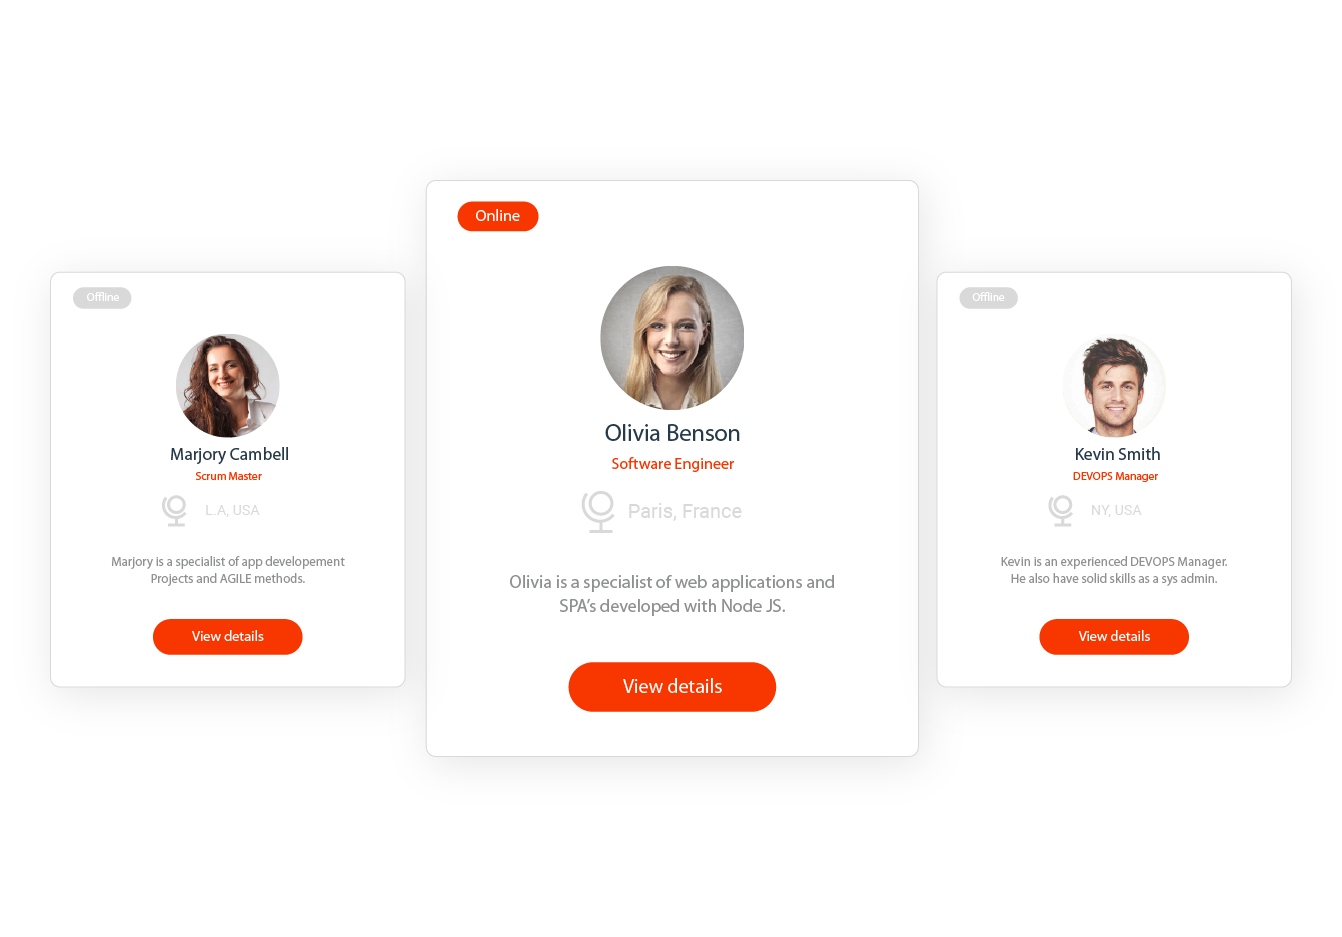 Offline
Marjory Cambell
Scrum Master
L.A, USA
Marjory is a specialist of app developement
Projects and AGILE methods.
View details
Online
Olivia Benson
Software Engineer
Paris, France
Olivia is a specialist of web applications and
SPA's developed with Node JS.
View details
Offline
Kevin Smith
DEVOPS Manager
NY, USA
Kevin is an experienced DEVOPS Manager.
He also have solid skills as a sys admin.
View details